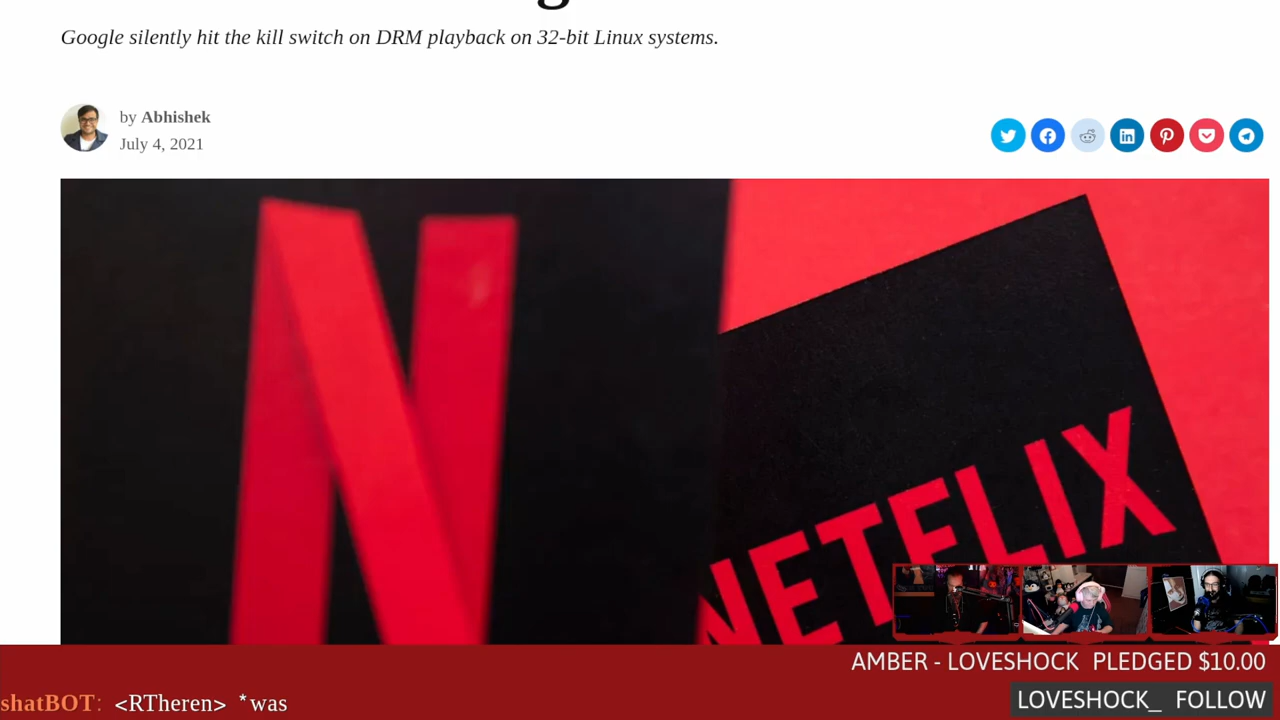 Google silently hit the kill switch on DRM playback on 32-bit Linux systems.
by Abhishek
July 4, 2021
NETFLIX
AMBER - LOVESHOCK PLEDGED $10.00
shatBOT: <RTheren> *was
LOVESHOCK_ FOLLOW